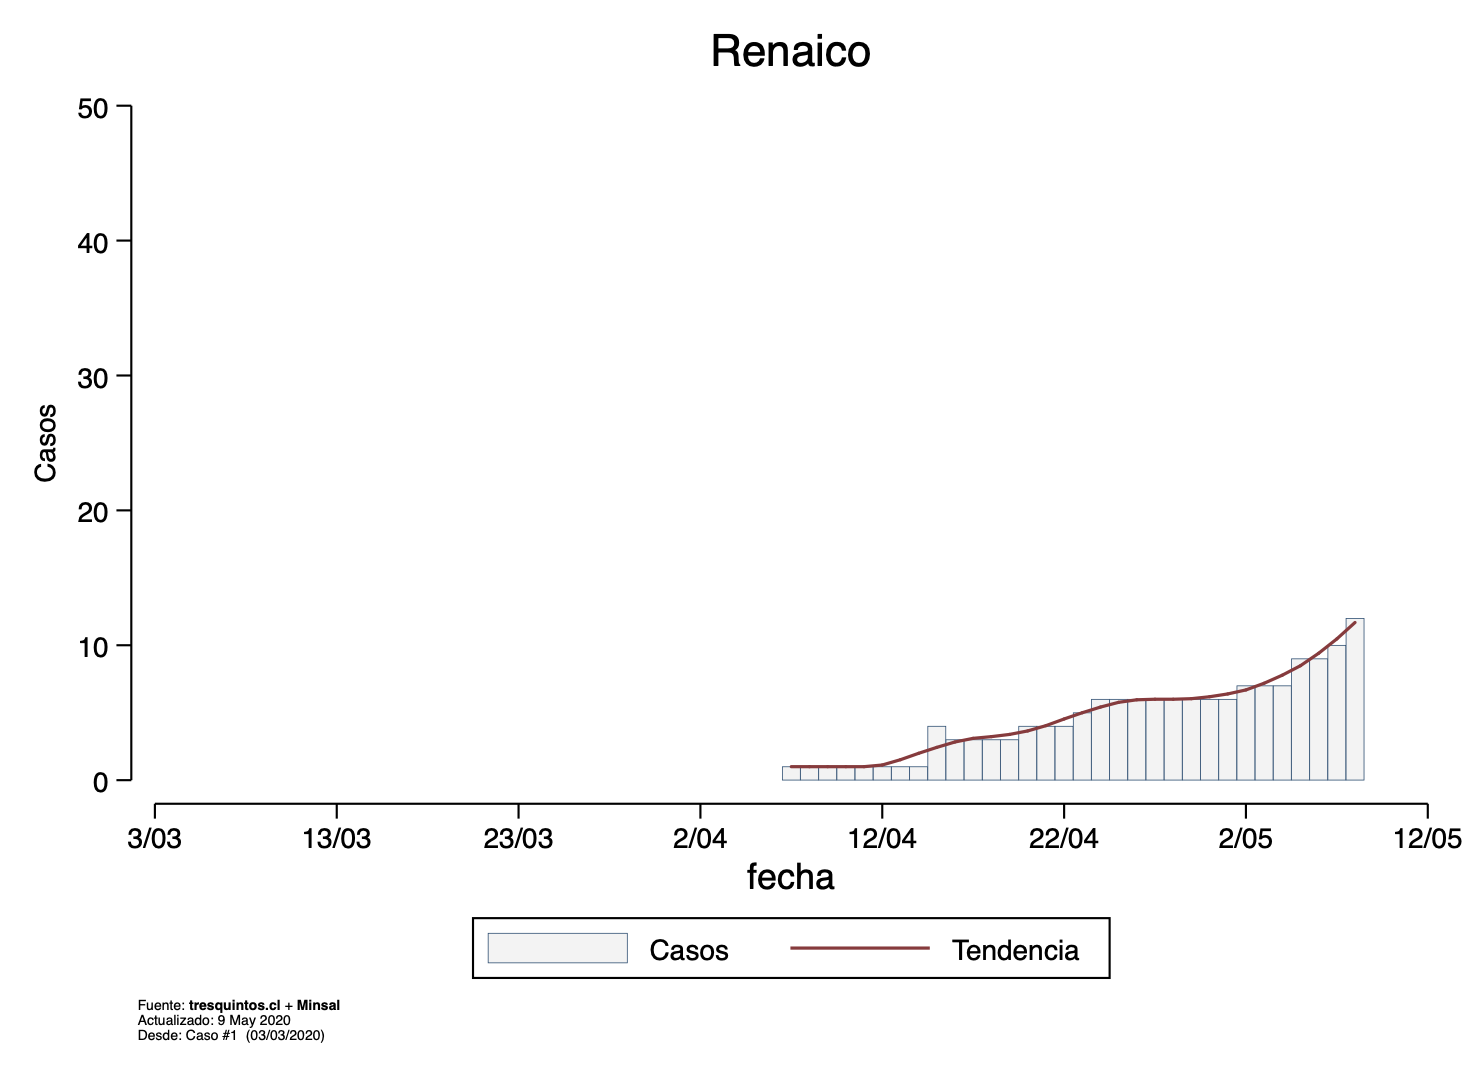 Renaico
50
40
30
20
10
0
Casos
3/03 13/03 23/03 2/04 12/04 22/04 2/05 12/05
fecha
Casos Tendencia
Fuente: tresquintos.cl + Minsal
Actualizado: 9 May 2020
Desde: Caso #1 (03/03/2020)